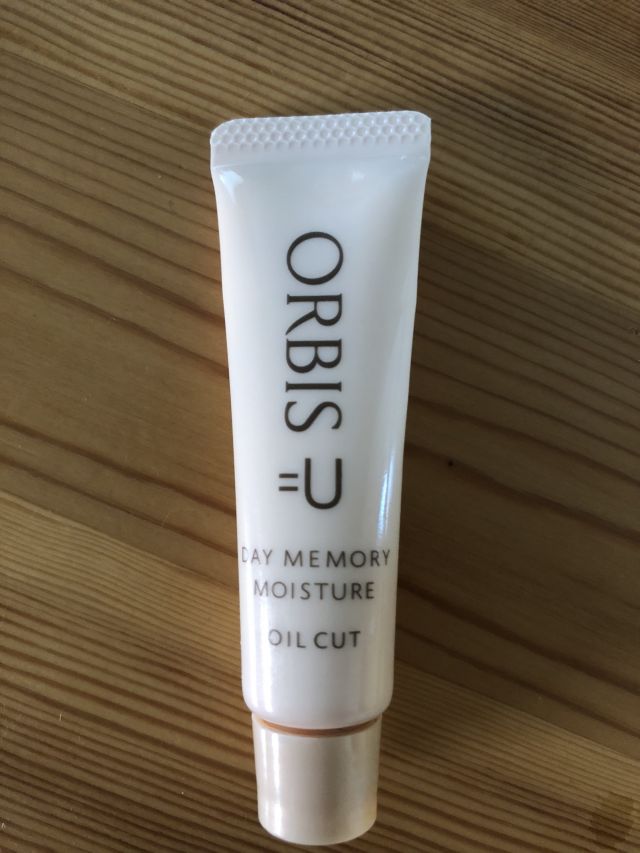 ORBIS =U
DAY MEMORY
MOISTURE
OIL CUT